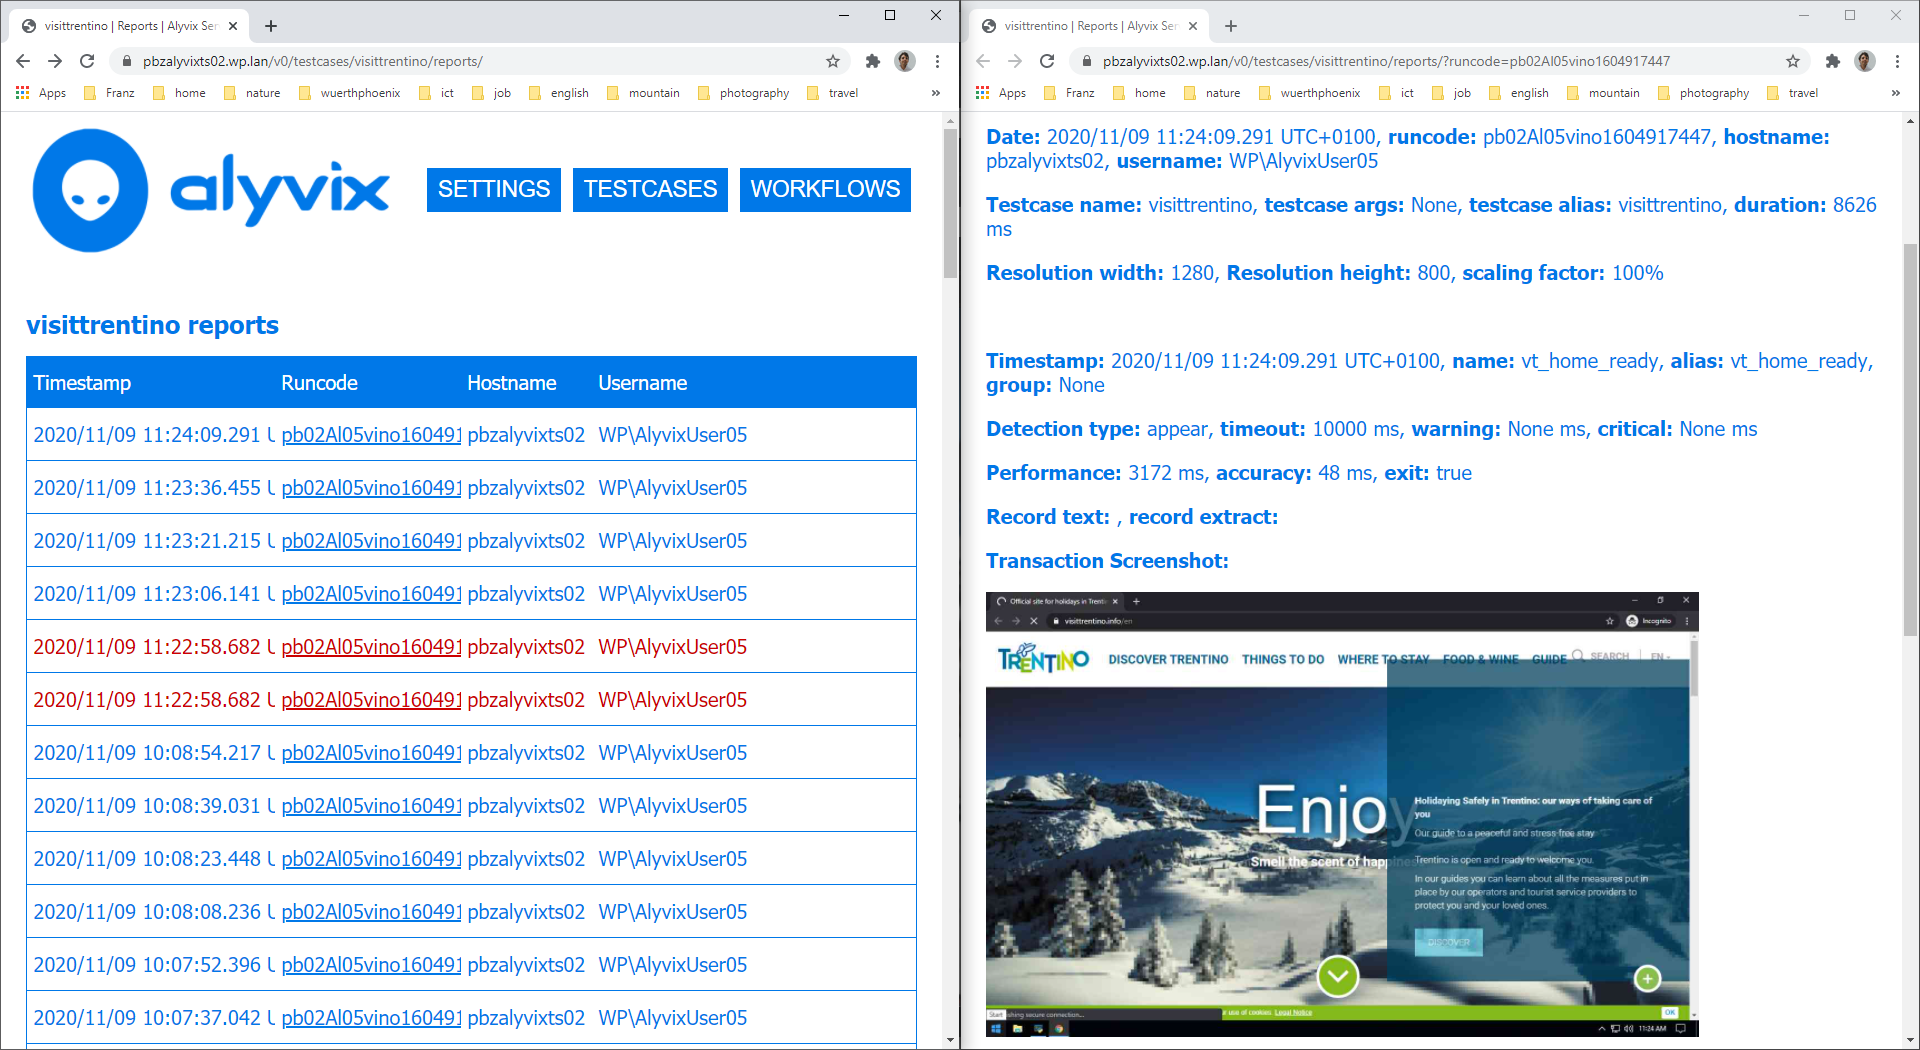 visittrentino | Reports | Alyvix Ser
pbzalyvixts02.wp.lan/v0/testcases/visittrentino/reports/
Apps Franz home nature wuerthphoenix ict job english mountain photography travel »
alyvix
SETTINGS TESTCASES WORKFLOWS
visittrentino reports
Timestamp Runcode Hostname Username
2020/11/09 11:24:09.291 U pb02Al05vino160491 pbzalyvixts02 WP\AlyvixUser05
2020/11/09 11:23:36.455 U pb02Al05vino160491 pbzalyvixts02 WP\AlyvixUser05
2020/11/09 11:23:21.215 U pb02Al05vino160491 pbzalyvixts02 WP\AlyvixUser05
2020/11/09 11:23:06.141 U pb02Al05vino160491 pbzalyvixts02 WP\AlyvixUser05
2020/11/09 11:22:58.682 U pb02Al05vino160491 pbzalyvixts02 WP\AlyvixUser05
2020/11/09 11:22:58.682 U pb02Al05vino160491 pbzalyvixts02 WP\AlyvixUser05
2020/11/09 10:08:54.217 U pb02Al05vino160491 pbzalyvixts02 WP\AlyvixUser05
2020/11/09 10:08:39.031 U pb02Al05vino160491 pbzalyvixts02 WP\AlyvixUser05
2020/11/09 10:08:23.448 U pb02Al05vino160491 pbzalyvixts02 WP\AlyvixUser05
2020/11/09 10:08:08.236 U pb02Al05vino160491 pbzalyvixts02 WP\AlyvixUser05
2020/11/09 10:07:52.396 U pb02Al05vino160491 pbzalyvixts02 WP\AlyvixUser05
2020/11/09 10:07:37.042 U pb02Al05vino160491 pbzalyvixts02 WP\AlyvixUser05
visittrentino | Reports | Alyvix Ser
pbzalyvixts02.wp.lan/v0/testcases/visittrentino/reports/?runcode=pb02Al05vino1604917447
Apps Franz home nature wuerthphoenix ict job english mountain photography travel »
Date: 2020/11/09 11:24:09.291 UTC+0100, runcode: pb02Al05vino1604917447, hostname:
pbzalyvixts02, username: WP\AlyvixUser05
Testcase name: visittrentino, testcase args: None, testcase alias: visittrentino, duration: 8626
ms
Resolution width: 1280, Resolution height: 800, scaling factor: 100%
Timestamp: 2020/11/09 11:24:09.291 UTC+0100, name: vt_home_ready, alias: vt_home_ready,
group: None
Detection type: appear, timeout: 10000 ms, warning: None ms, critical: None ms
Performance: 3172 ms, accuracy: 48 ms, exit: true
Record text: , record extract:
Transaction Screenshot:
Official site for holidays in Trenti
visittrentino.info/en
Incognito
TRENTINO DISCOVER TRENTINO THINGS TO DO WHERE TO STAY FOOD & WINE GUIDE SEARCH EN
Enjoy
Smell the scent of happines
Holidaying Safely in Trentino: our ways of taking care of
you
Our guide to a peaceful and stress-free stay
Trentino is open and ready to welcome you.
In our guides you can learn about all the measures put in
place by our operators and tourist service providers to
protect you and your loved ones.
DISCOVER
Start shing secure connection... r use of cookies. Legal Notice OK
11:24 AM